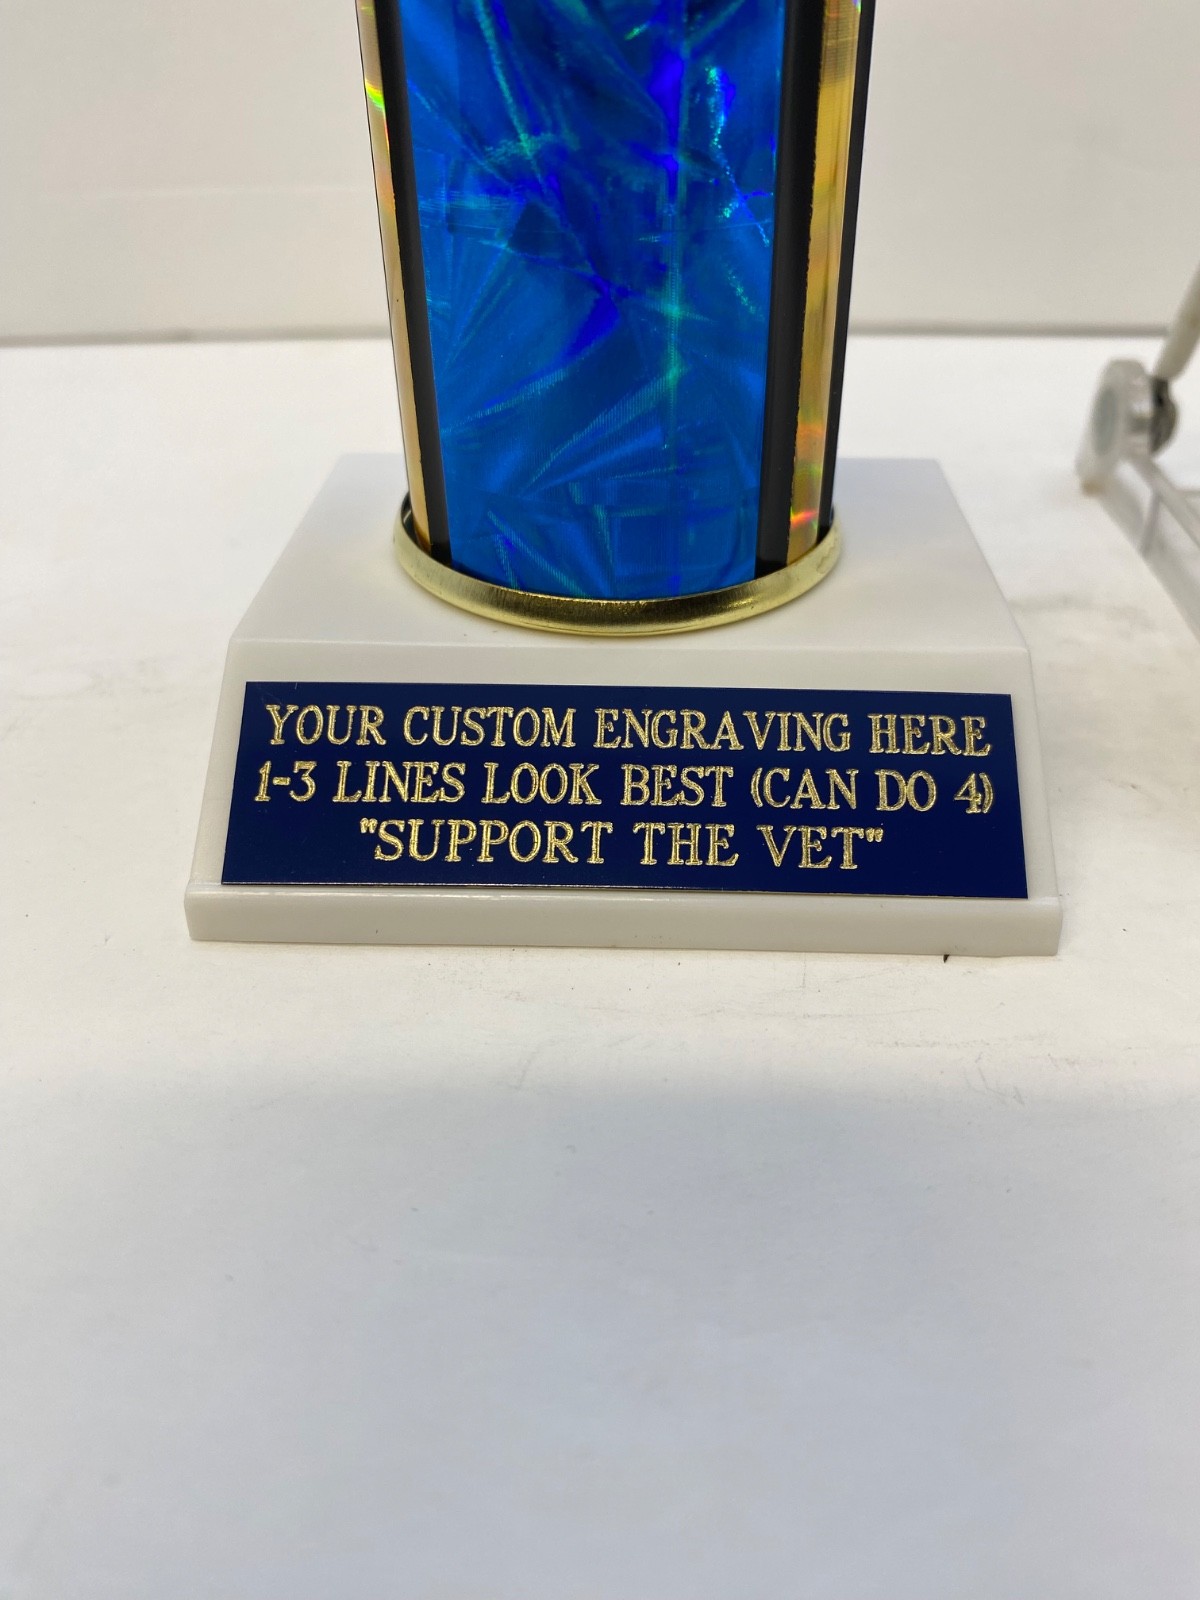 YOUR CUSTOM ENGRAVING HERE
1-3 LINES LOOK BEST (CAN DO 4)
"SUPPORT THE VET"